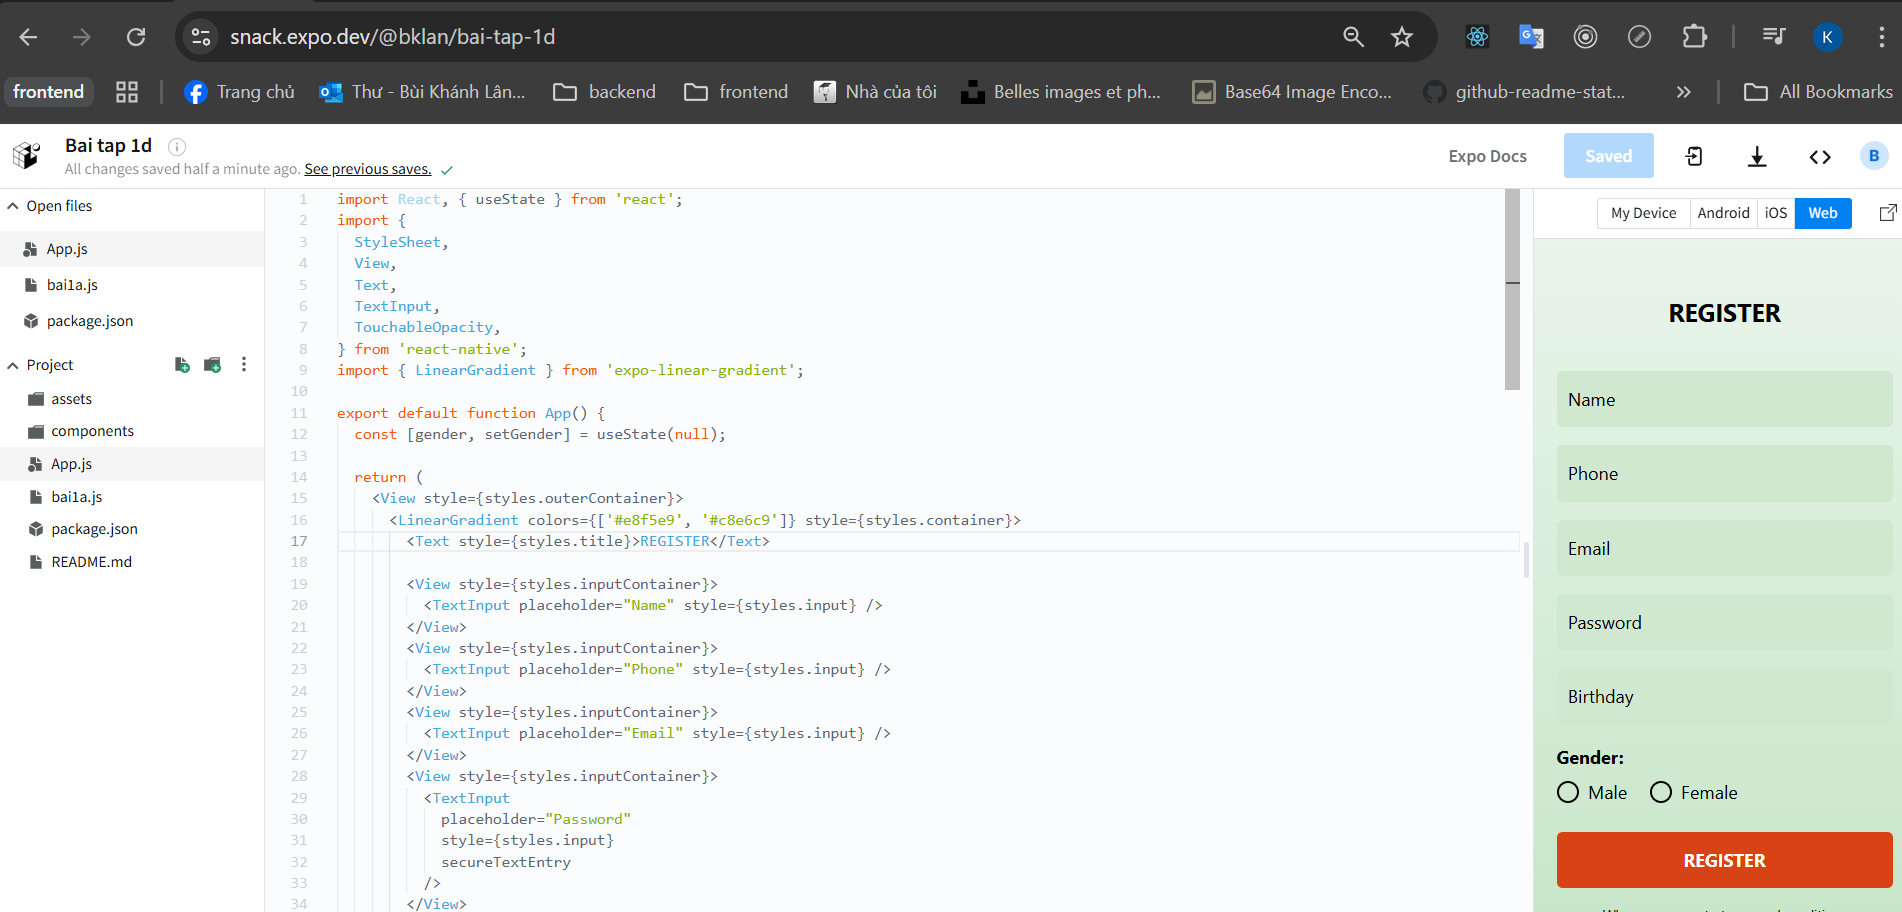 snack.expo.dev/@bklan/bai-tap-1d
K
frontend
Trang chủ
Thư - Bùi Khánh Lân...
backend
frontend
Nhà của tôi
Belles images et ph...
Base64 Image Enco...
github-readme-stat...
All Bookmarks
Bai tap 1d
All changes saved half a minute ago. See previous saves.
Expo Docs
Saved
B
Open files
App.js
bai1a.js
package.json
Project
assets
components
App.js
bai1a.js
package.json
README.md
1 import React, { useState } from 'react';
2 import {
3 StyleSheet,
4 View,
5 Text,
6 TextInput,
7 TouchableOpacity,
8 } from 'react-native';
9 import { LinearGradient } from 'expo-linear-gradient';
10
11 export default function App() {
12 const [gender, setGender] = useState(null);
13
14 return (
15 <View style={styles.outerContainer}>
16 <LinearGradient colors={['#e8f5e9', '#c8e6c9']} style={styles.container}>
17 <Text style={styles.title}>REGISTER</Text>
18
19 <View style={styles.inputContainer}>
20 <TextInput placeholder="Name" style={styles.input} />
21 </View>
22 <View style={styles.inputContainer}>
23 <TextInput placeholder="Phone" style={styles.input} />
24 </View>
25 <View style={styles.inputContainer}>
26 <TextInput placeholder="Email" style={styles.input} />
27 </View>
28 <View style={styles.inputContainer}>
29 <TextInput
30 placeholder="Password"
31 style={styles.input}
32 secureTextEntry
33 />
34 </View>
My Device
Android
iOS
Web
REGISTER
Name
Phone
Email
Password
Birthday
Gender:
Male
Female
REGISTER